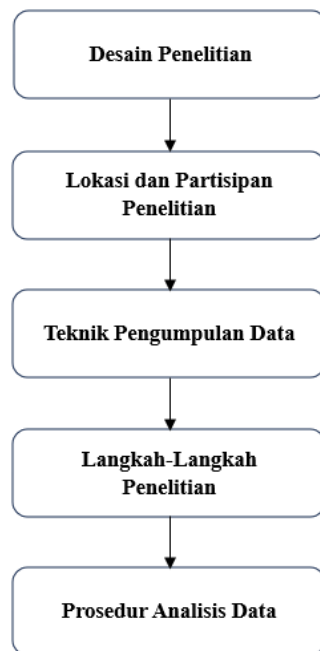 Desain Penelitian
Lokasi dan Partisipan
Penelitian
Teknik Pengumpulan Data
Langkah-Langkah
Penelitian
Prosedur Analisis Data